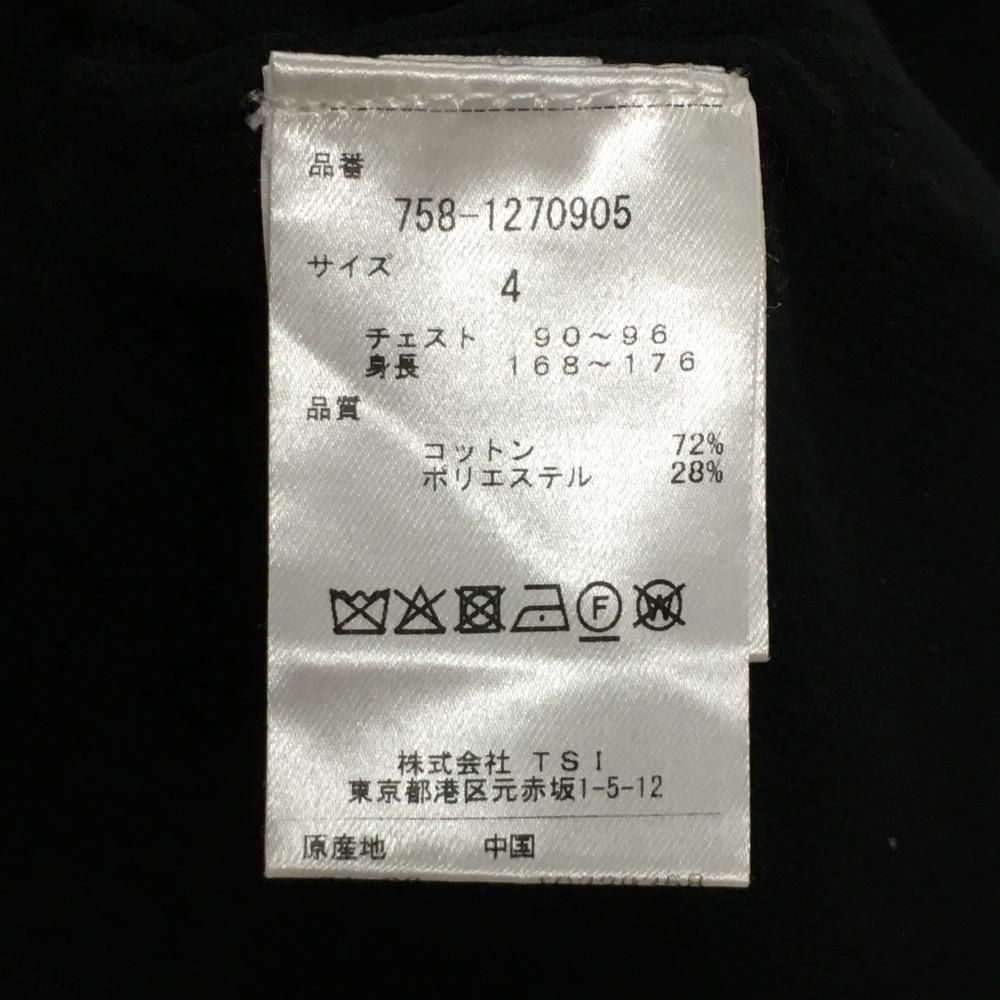 品番
758-1270905
サイズ
4
チェスト 90～96
身長 168～176
品質
コットン 72%
ポリエステル 28%
F W
株式会社 TSI
東京都港区元赤坂1-5-12
原産地 中国